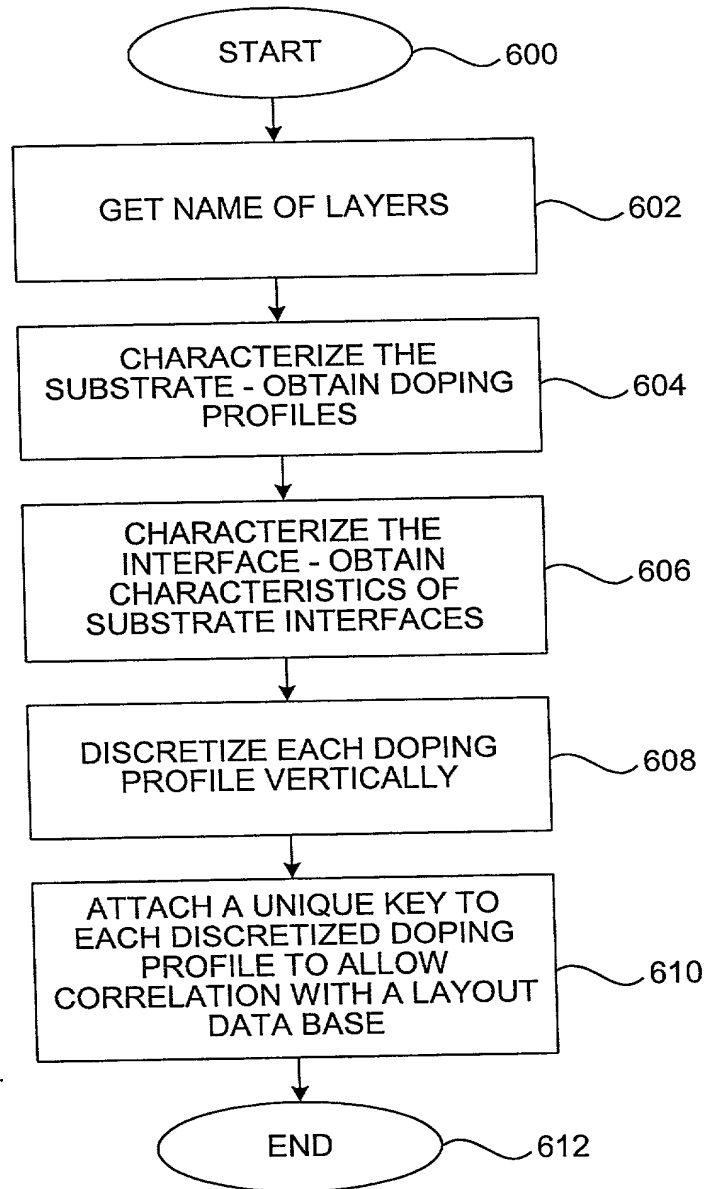 START
600
GET NAME OF LAYERS
602
CHARACTERIZE THE
SUBSTRATE - OBTAIN DOPING
PROFILES
604
CHARACTERIZE THE
INTERFACE - OBTAIN
CHARACTERISTICS OF
SUBSTRATE INTERFACES
606
DISCRETIZE EACH DOPING
PROFILE VERTICALLY
608
ATTACH A UNIQUE KEY TO
EACH DISCRETIZED DOPING
PROFILE TO ALLOW
CORRELATION WITH A LAYOUT
DATA BASE
610
END
612